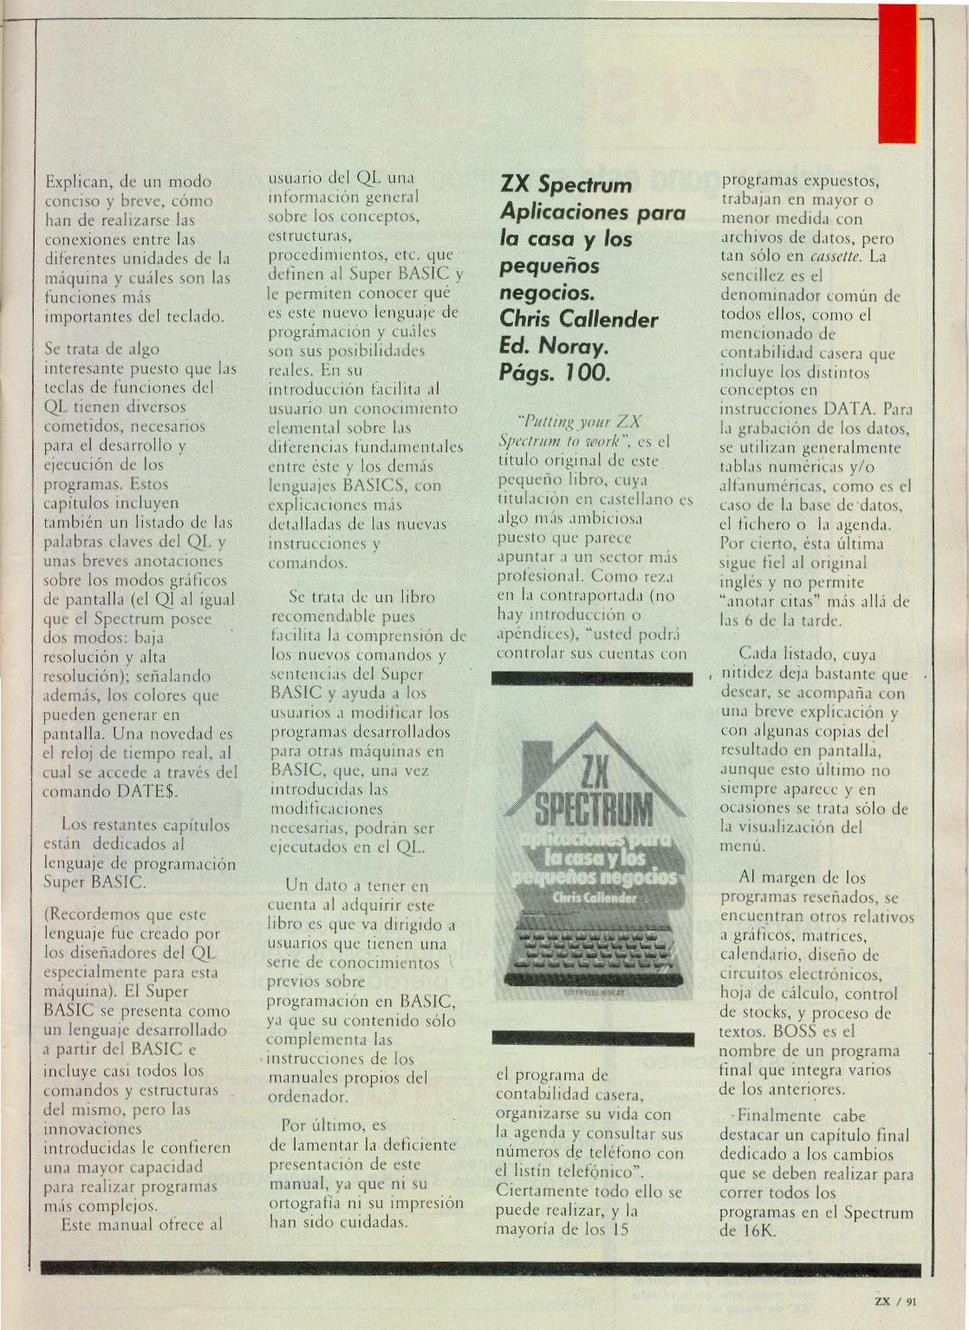 Explican, de un modo
conciso y breve, cómo
han de realizarse las
conexiones entre las
diferentes unidades de la
máquina y cuáles son las
funciones más
importantes del teclado.
Se trata de algo
interesante puesto que las
teclas de funciones del
QL tienen diversos
cometidos, necesarios
para el desarrollo y
ejecución de los
programas. Estos
capítulos incluyen
también un listado de las
palabras claves del QL y
unas breves anotaciones
sobre los modos gráficos
de pantalla (el Ql al igual
que el Spectrum posee
dos modos: baja
resolución y alta
resolución); señalando
además, los colores que
pueden generar en
pantalla. Una novedad es
el reloj de tiempo real, al
cual se accede a través del
comando DATE$.
Los restantes capítulos
están dedicados al
lenguaje de programación
Super BASIC.
(Recordemos que este
lenguaje fue creado por
los diseñadores del QL
especialmente para esta
máquina). El Super
BASIC se presenta como
un lenguaje desarrollado
a partir del BASIC e
incluye casi todos los
comandos y estructuras
del mismo, pero las
innovaciones
introducidas le confieren
una mayor capacidad
para realizar programas
más complejos.
Este manual ofrece al
usuario del QL una
información general
sobre los conceptos,
estructuras,
procedimientos, etc. que
definen al Super BASIC y
le permiten conocer qué
es este nuevo lenguaje de
prográmación y cuáles
son sus posibilidades
reales. En su
introducción facilita al
usuario un conocimiento
elemental sobre las
diferencias fundamentales
entre éste y los demás
lenguajes BASICS, con
explicaciones más
detalladas de las nuevas
instrucciones y
comandos.
Se trata de un libro
recomendable pues
facilita la comprensión de
los nuevos comandos y
sentencias del Super
BASIC y ayuda a los
usuarios a modificar los
programas desarrollados
para otras máquinas en
BASIC, que, una vez
introducidas las
modificaciones
necesarias, podrán ser
ejecutados en el QL.
Un dato a tener en
cuenta al adquirir este
libro es que va dirigido a
usuarios que tienen una
serie de conocimientos
previos sobre
programación en BASIC,
ya que su contenido sólo
complementa las
instrucciones de los
manuales propios del
ordenador.
Por último, es
de lamentar la deficiente
presentación de este
manual, ya que ni su
ortografía ni su impresión
han sido cuidadas.
ZX Spectrum
Aplicaciones para
la casa y los
pequeños
negocios.
Chris Callender
Ed. Noray.
Págs. 100.
"Putting your ZX
Spectrum to work", es el
título original de este
pequeño libro, cuya
titulación en castellano es
algo más ambiciosa
puesto que parece
apuntar a un sector más
profesional. Como reza
en la contraportada (no
hay introducción o
apéndices), "usted podrá
controlar sus cuentas con
ZX
SPECTRUM
aplicaciones para
la casa y los
pequeños negocios
Chris Callender
EDITORIAL NORAY
el programa de
contabilidad casera,
organizarse su vida con
la agenda y consultar sus
números de teléfono con
el listín telefónico".
Ciertamente todo ello se
puede realizar, y la
mayoría de los 15
programas expuestos,
trabajan en mayor o
menor medida con
archivos de datos, pero
tan sólo en cassette. La
sencillez es el
denominador común de
todos ellos, como el
mencionado de
contabilidad casera que
incluye los distintos
conceptos en
instrucciones DATA. Para
la grabación de los datos,
se utilizan generalmente
tablas numéricas y/o
alfanuméricas, como es el
caso de la base de datos,
el fichero o la agenda.
Por cierto, ésta última
sigue fiel al original
inglés y no permite
"anotar citas" más allá de
las 6 de la tarde.
Cada listado, cuya
nitidez deja bastante que
desear, se acompaña con
una breve explicación y
con algunas copias del
resultado en pantalla,
aunque esto último no
siempre aparece y en
ocasiones se trata sólo de
la visualización del
menú.
Al margen de los
programas reseñados, se
encuentran otros relativos
a gráficos, matrices,
calendario, diseño de
circuitos electrónicos,
hoja de cálculo, control
de stocks, y proceso de
textos. BOSS es el
nombre de un programa
final que integra varios
de los anteriores.
Finalmente cabe
destacar un capítulo final
dedicado a los cambios
que se deben realizar para
correr todos los
programas en el Spectrum
de 16K.
ZX / 91